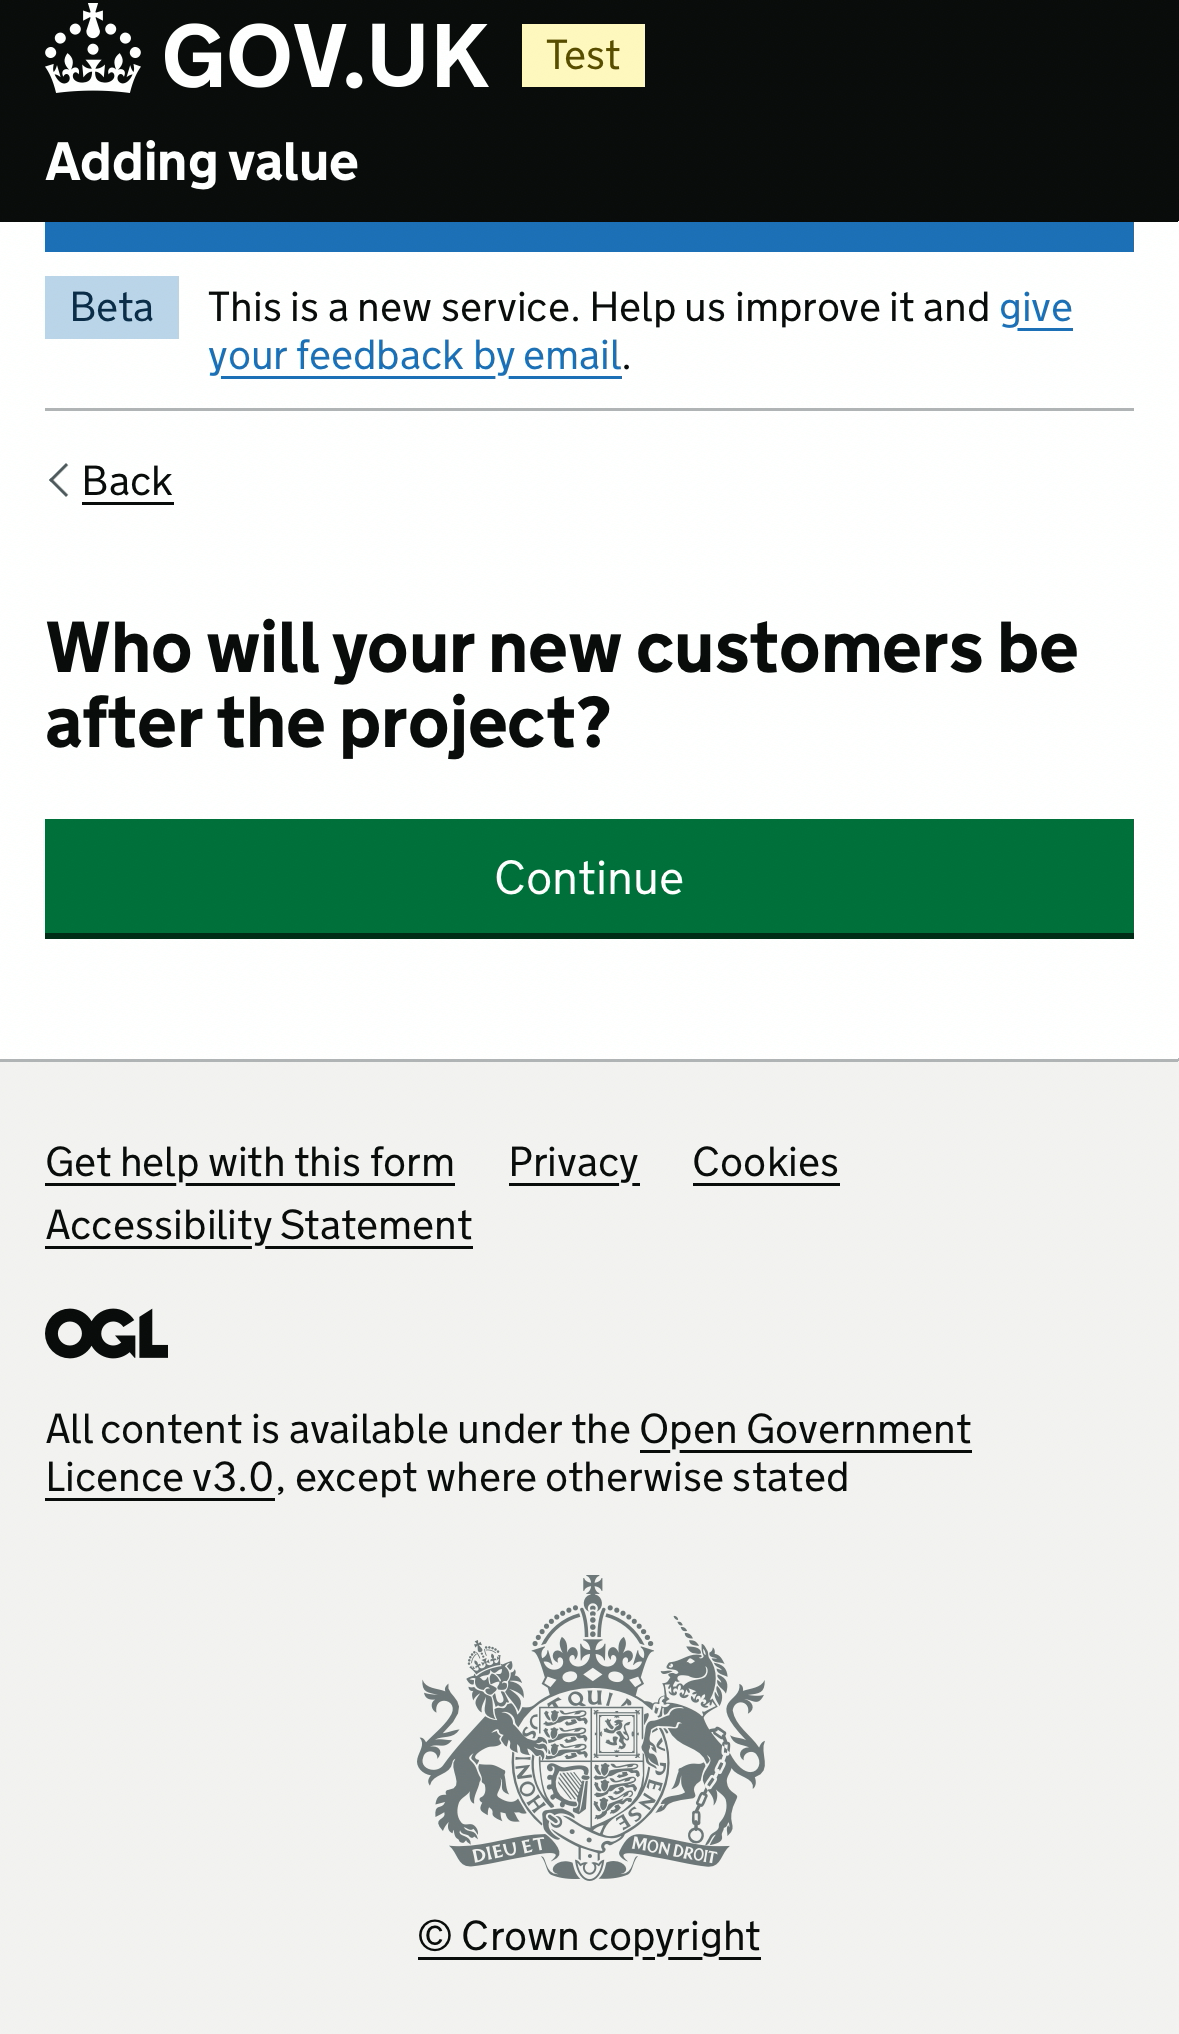 GOV.UK Test
Adding value
Beta This is a new service. Help us improve it and give
your feedback by email.
Back
Who will your new customers be
after the project?
Continue
Get help with this form Privacy Cookies
Accessibility Statement
OGL
All content is available under the Open Government
Licence v3.0, except where otherwise stated
QUI
HONI
DIEU ET MON DROIT
© Crown copyright